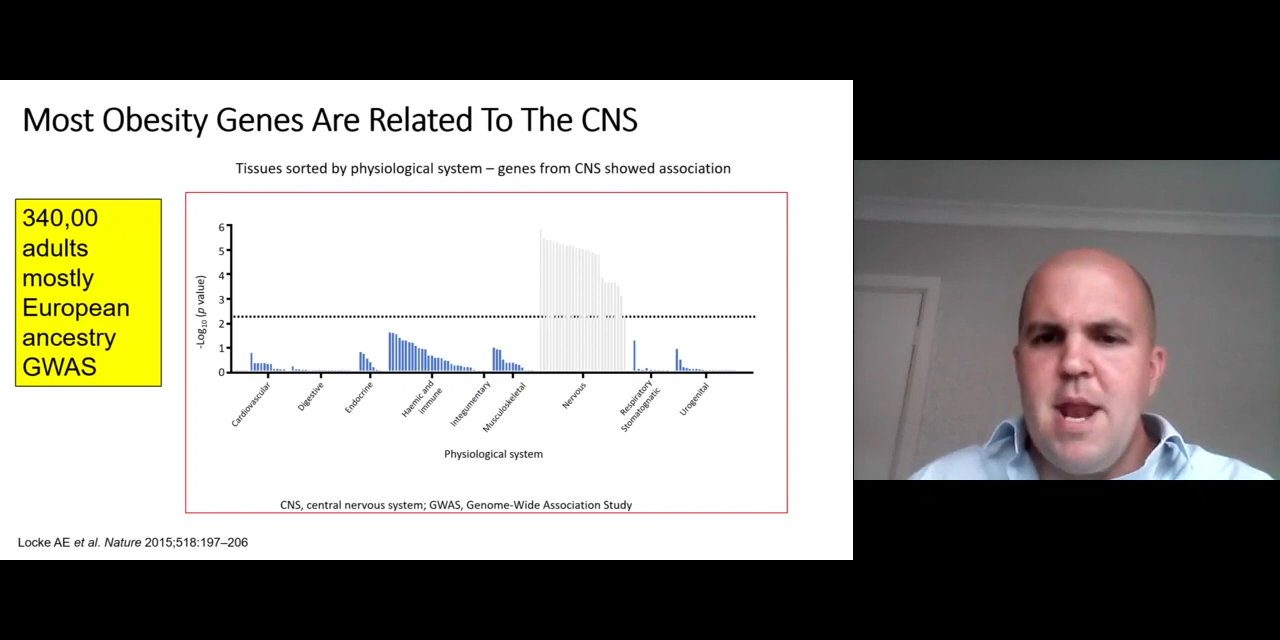 Most Obesity Genes Are Related To The CNS
Tissues sorted by physiological system – genes from CNS showed association
340,00
adults
mostly
European
ancestry
GWAS
-Log10 (p value)
6
5
4
3
2
1
0
Cardiovascular
Digestive
Endocrine
Haemic and
immune
Integumentary
Musculoskeletal
Nervous
Respiratory
Stomatognatic
Urogenital
Physiological system
CNS, central nervous system; GWAS, Genome-Wide Association Study
Locke AE et al. Nature 2015;518:197–206